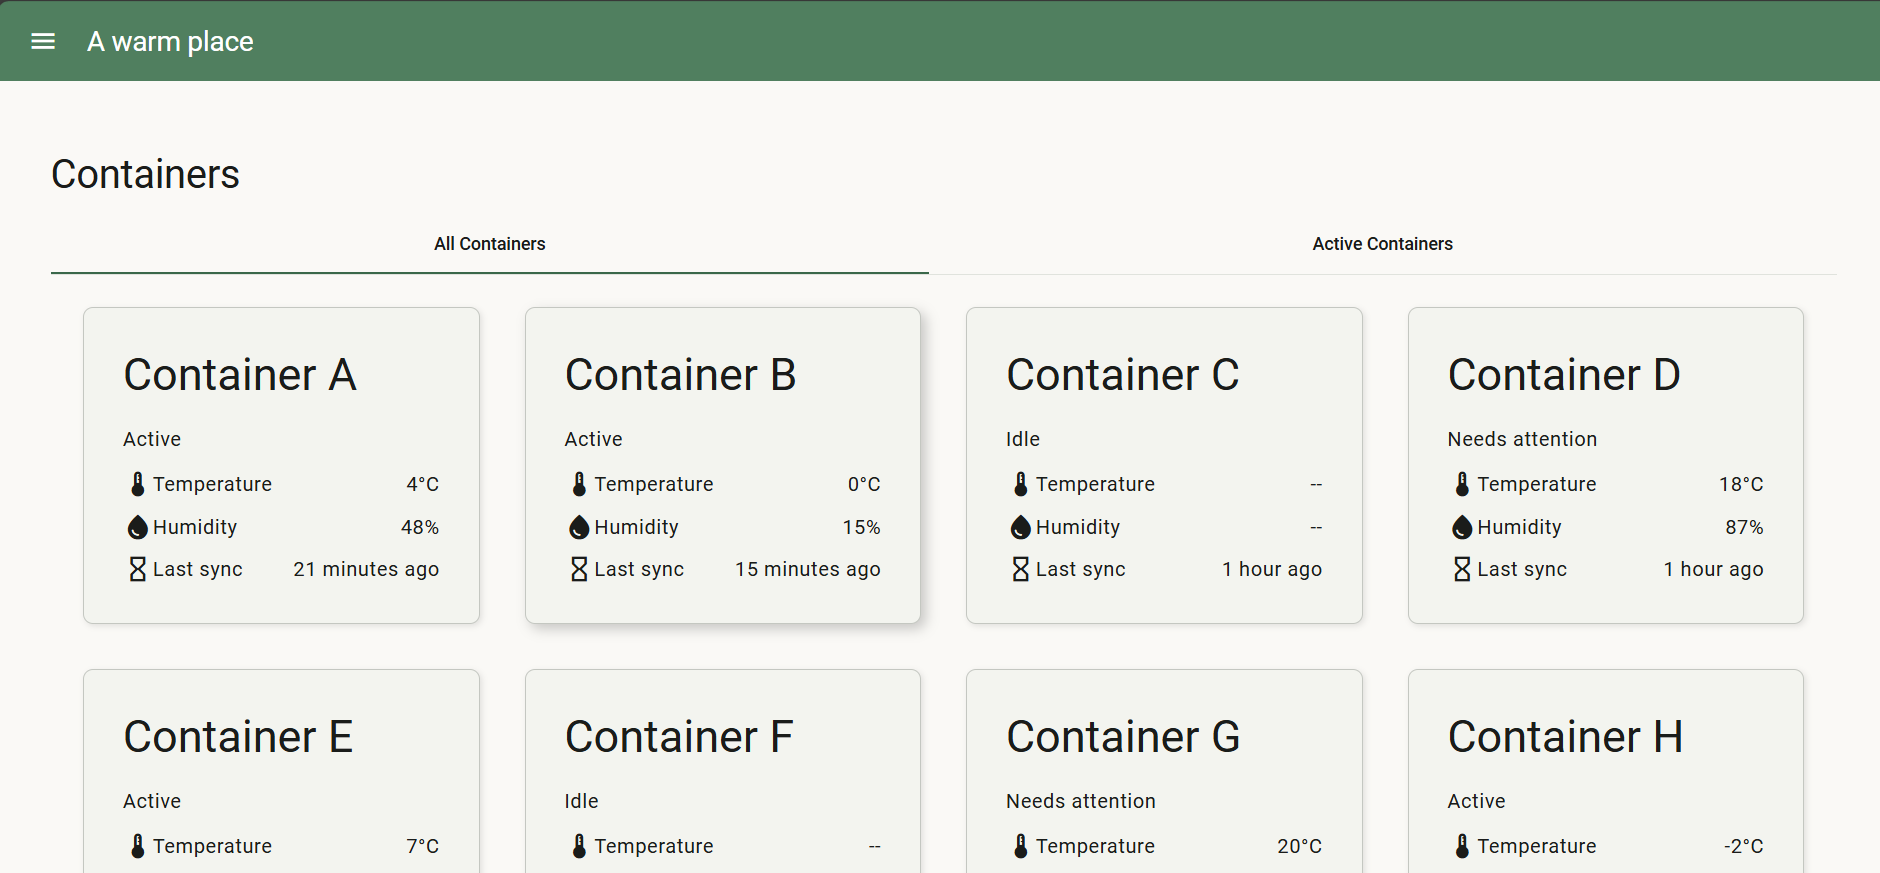 A warm place
Containers
All Containers
Active Containers
Container A
Active
Temperature 4°C
Humidity 48%
Last sync 21 minutes ago
Container B
Active
Temperature 0°C
Humidity 15%
Last sync 15 minutes ago
Container C
Idle
Temperature --
Humidity --
Last sync 1 hour ago
Container D
Needs attention
Temperature 18°C
Humidity 87%
Last sync 1 hour ago
Container E
Active
Temperature 7°C
Container F
Idle
Temperature --
Container G
Needs attention
Temperature 20°C
Container H
Active
Temperature -2°C